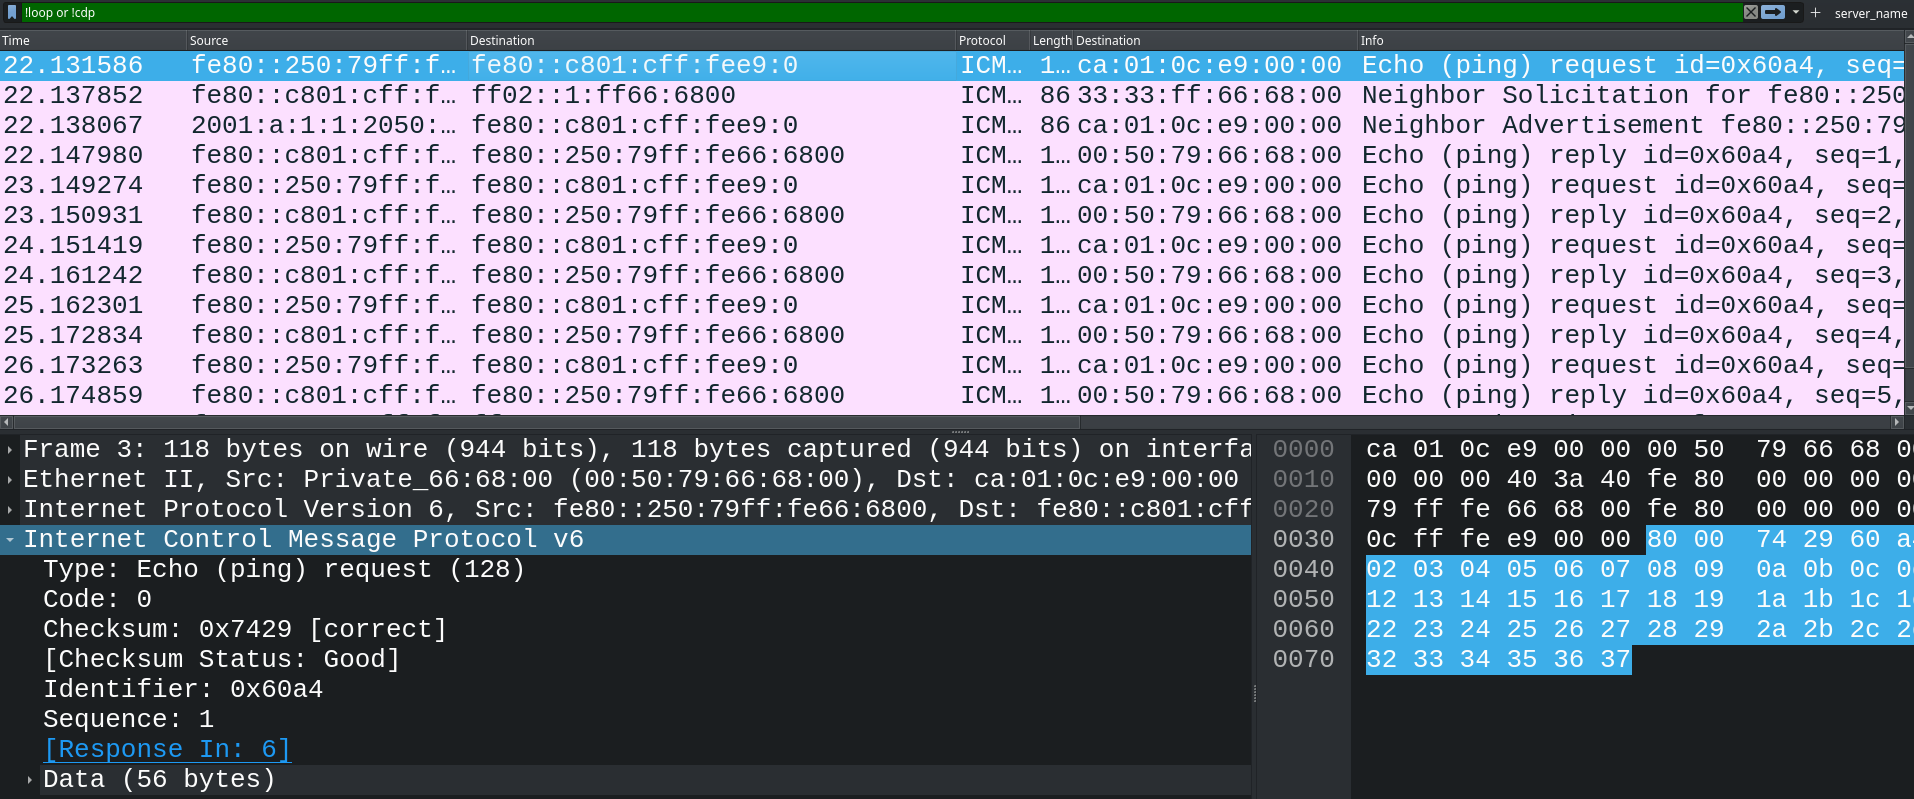 !loop or !cdp server_name
Time Source Destination Protocol Length Destination Info
22.131586 fe80::250:79ff:f… fe80::c801:cff:fee9:0 ICM… 1… ca:01:0c:e9:00:00 Echo (ping) request id=0x60a4, seq=
22.137852 fe80::c801:cff:f… ff02::1:ff66:6800 ICM… 86 33:33:ff:66:68:00 Neighbor Solicitation for fe80::250
22.138067 2001:a:1:1:2050:… fe80::c801:cff:fee9:0 ICM… 86 ca:01:0c:e9:00:00 Neighbor Advertisement fe80::250:79
22.147980 fe80::c801:cff:f… fe80::250:79ff:fe66:6800 ICM… 1… 00:50:79:66:68:00 Echo (ping) reply id=0x60a4, seq=1,
23.149274 fe80::250:79ff:f… fe80::c801:cff:fee9:0 ICM… 1… ca:01:0c:e9:00:00 Echo (ping) request id=0x60a4, seq=
23.150931 fe80::c801:cff:f… fe80::250:79ff:fe66:6800 ICM… 1… 00:50:79:66:68:00 Echo (ping) reply id=0x60a4, seq=2,
24.151419 fe80::250:79ff:f… fe80::c801:cff:fee9:0 ICM… 1… ca:01:0c:e9:00:00 Echo (ping) request id=0x60a4, seq=
24.161242 fe80::c801:cff:f… fe80::250:79ff:fe66:6800 ICM… 1… 00:50:79:66:68:00 Echo (ping) reply id=0x60a4, seq=3,
25.162301 fe80::250:79ff:f… fe80::c801:cff:fee9:0 ICM… 1… ca:01:0c:e9:00:00 Echo (ping) request id=0x60a4, seq=
25.172834 fe80::c801:cff:f… fe80::250:79ff:fe66:6800 ICM… 1… 00:50:79:66:68:00 Echo (ping) reply id=0x60a4, seq=4,
26.173263 fe80::250:79ff:f… fe80::c801:cff:fee9:0 ICM… 1… ca:01:0c:e9:00:00 Echo (ping) request id=0x60a4, seq=
26.174859 fe80::c801:cff:f… fe80::250:79ff:fe66:6800 ICM… 1… 00:50:79:66:68:00 Echo (ping) reply id=0x60a4, seq=5,
Frame 3: 118 bytes on wire (944 bits), 118 bytes captured (944 bits) on interfa
Ethernet II, Src: Private_66:68:00 (00:50:79:66:68:00), Dst: ca:01:0c:e9:00:00
Internet Protocol Version 6, Src: fe80::250:79ff:fe66:6800, Dst: fe80::c801:cff
Internet Control Message Protocol v6
Type: Echo (ping) request (128)
Code: 0
Checksum: 0x7429 [correct]
[Checksum Status: Good]
Identifier: 0x60a4
Sequence: 1
[Response In: 6]
Data (56 bytes)
0000 ca 01 0c e9 00 00 00 50 79 66 68
0010 00 00 00 40 3a 40 fe 80 00 00 00
0020 79 ff fe 66 68 00 fe 80 00 00 00
0030 0c ff fe e9 00 00 80 00 74 29 60
0040 02 03 04 05 06 07 08 09 0a 0b 0c
0050 12 13 14 15 16 17 18 19 1a 1b 1c
0060 22 23 24 25 26 27 28 29 2a 2b 2c
0070 32 33 34 35 36 37